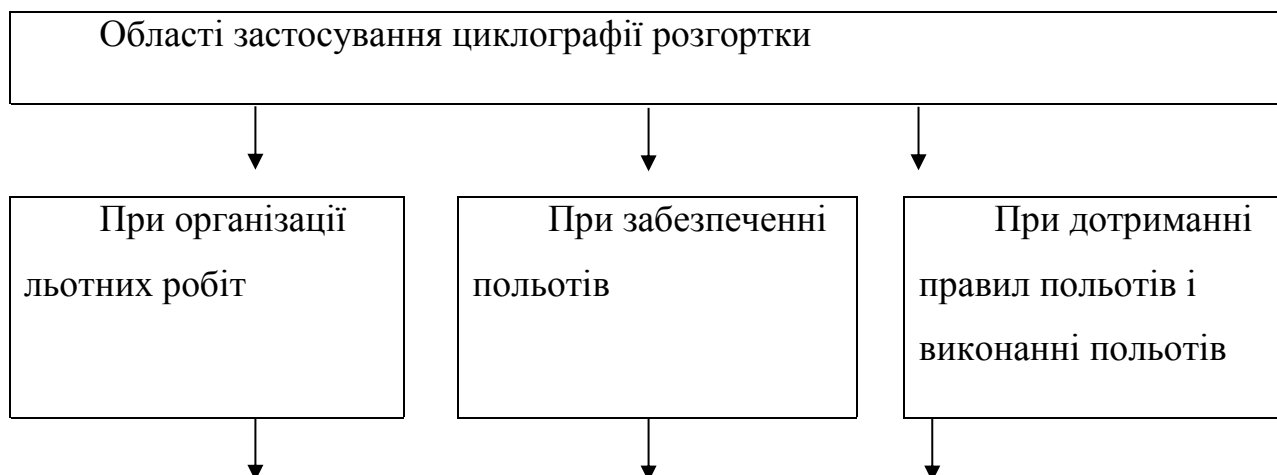 Області застосування циклографії розгортки
При організації
льотних робіт
При забезпеченні
польотів
При дотриманні
правил польотів і
виконанні польотів